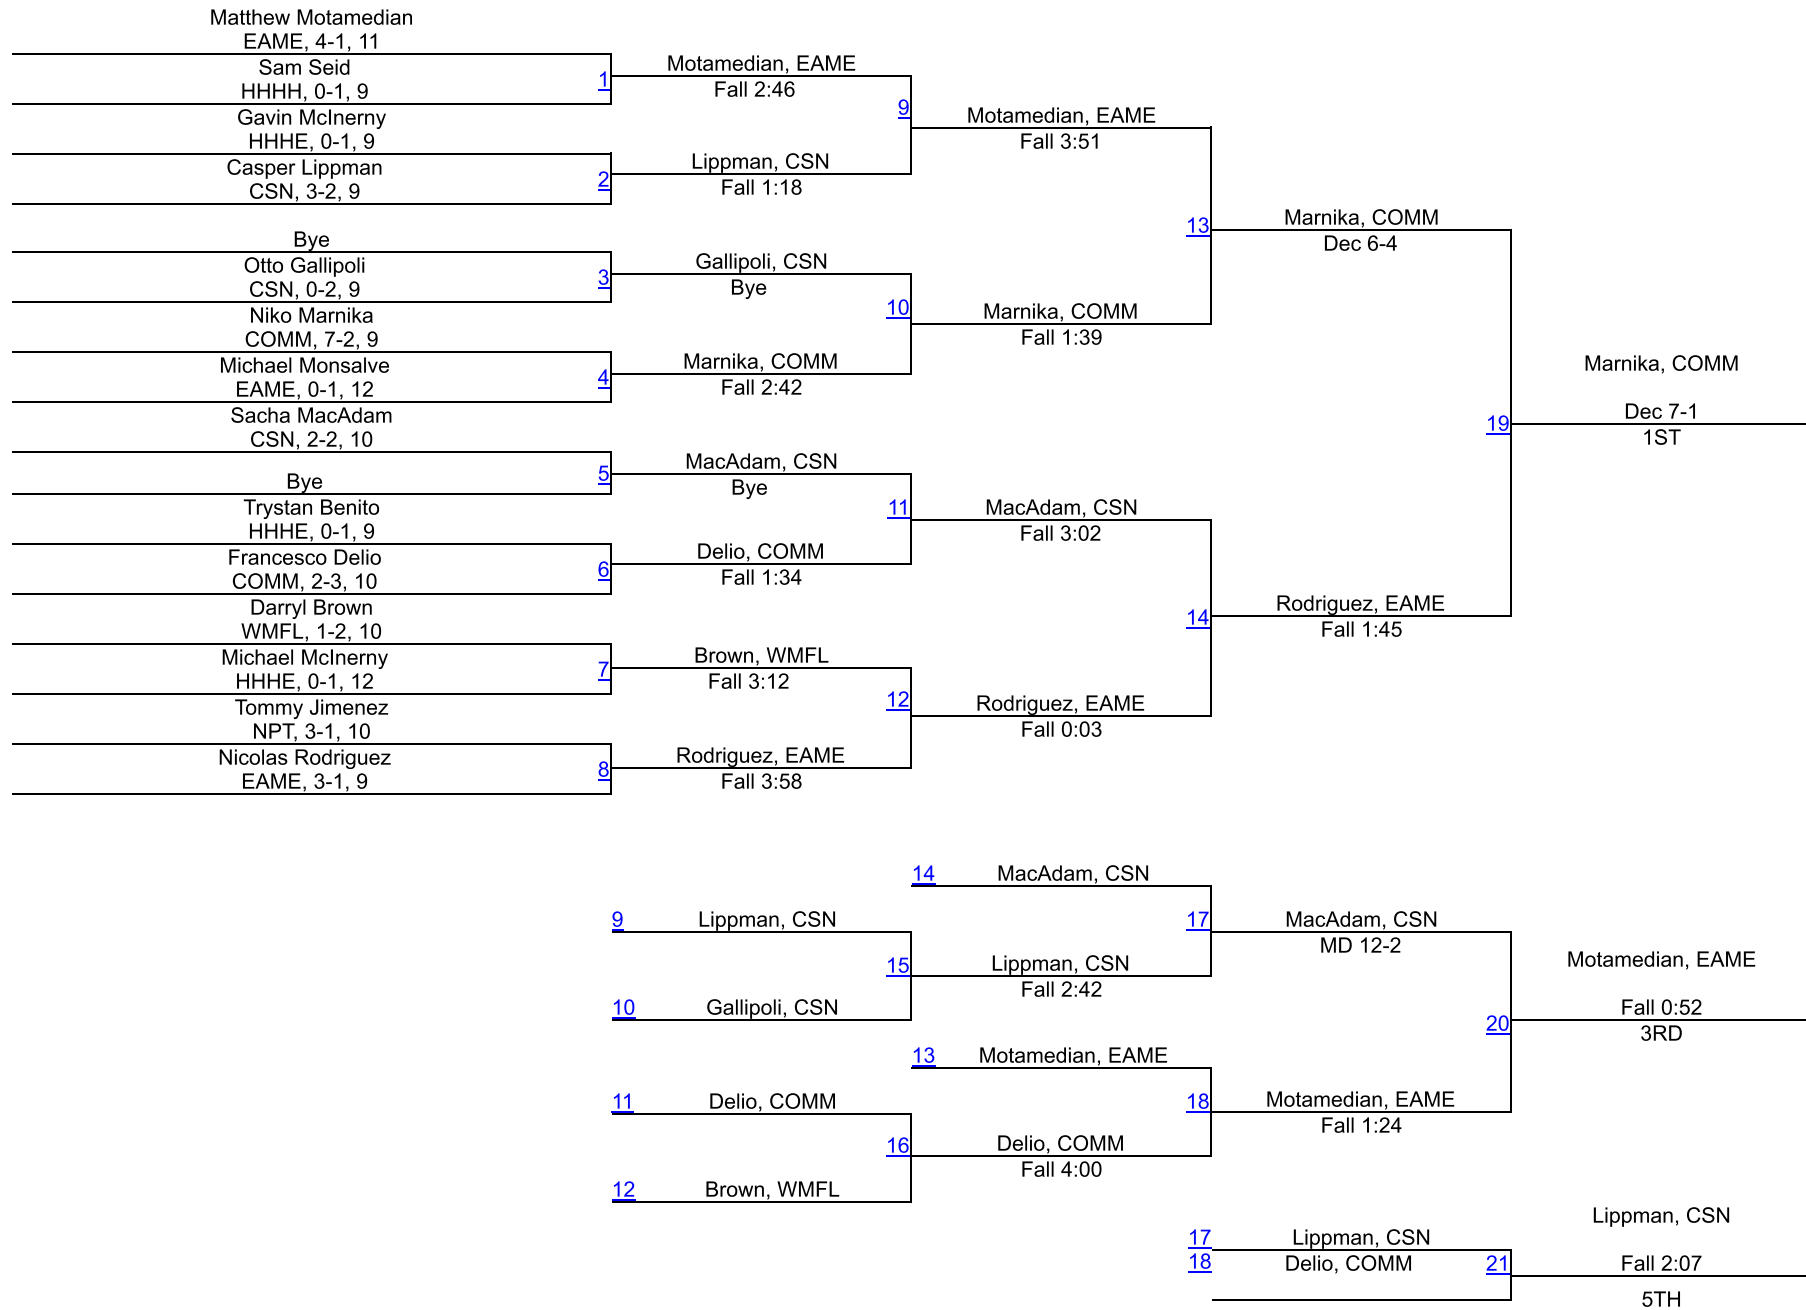 Matthew Motamedian
EAME, 4-1, 11
Sam Seid
HHHH, 0-1, 9
1
Gavin McInerny
HHHE, 0-1, 9
Casper Lippman
CSN, 3-2, 9
2
Bye
Otto Gallipoli
CSN, 0-2, 9
3
Niko Marnika
COMM, 7-2, 9
Michael Monsalve
EAME, 0-1, 12
4
Sacha MacAdam
CSN, 2-2, 10
Bye
5
Trystan Benito
HHHE, 0-1, 9
Francesco Delio
COMM, 2-3, 10
6
Darryl Brown
WMFL, 1-2, 10
Michael McInerny
HHHE, 0-1, 12
7
Tommy Jimenez
NPT, 3-1, 10
Nicolas Rodriguez
EAME, 3-1, 9
8
Motamedian, EAME
Fall 2:46
9
Lippman, CSN
Fall 1:18
Gallipoli, CSN
Bye
10
Marnika, COMM
Fall 2:42
MacAdam, CSN
Bye
11
Delio, COMM
Fall 1:34
Brown, WMFL
Fall 3:12
12
Rodriguez, EAME
Fall 3:58
Motamedian, EAME
Fall 3:51
13
Marnika, COMM
Fall 1:39
MacAdam, CSN
Fall 3:02
14
Rodriguez, EAME
Fall 0:03
Marnika, COMM
Dec 6-4
19
Rodriguez, EAME
Fall 1:45
Marnika, COMM
Dec 7-1
1ST
14 MacAdam, CSN
9 Lippman, CSN
17
15
Lippman, CSN
Fall 2:42
10 Gallipoli, CSN
MacAdam, CSN
MD 12-2
13 Motamedian, EAME
11 Delio, COMM
18
16
Delio, COMM
Fall 4:00
12 Brown, WMFL
Motamedian, EAME
Fall 1:24
20
Motamedian, EAME
Fall 0:52
3RD
17 Lippman, CSN
18 Delio, COMM
21
Lippman, CSN
Fall 2:07
5TH